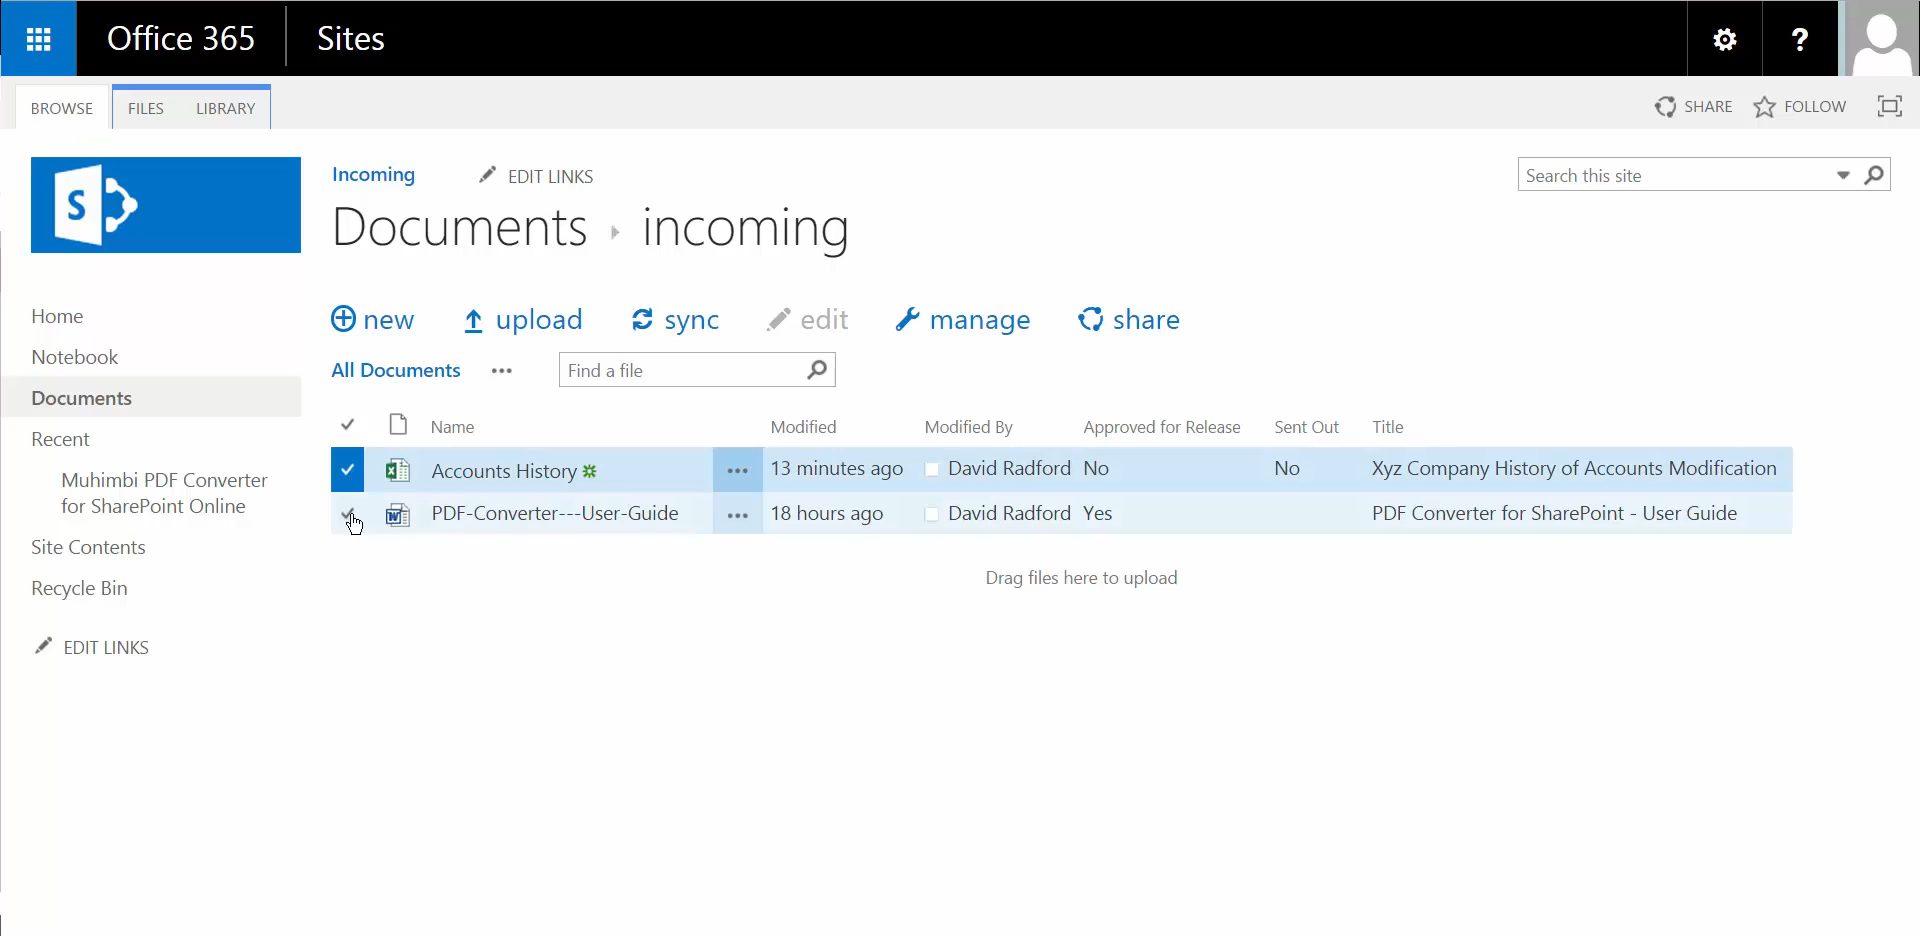 Office 365 Sites ?
BROWSE FILES LIBRARY SHARE FOLLOW
S
Incoming EDIT LINKS Search this site
Documents incoming
new upload sync edit manage share
All Documents ... Find a file
Name Modified Modified By Approved for Release Sent Out Title
Accounts History ... 13 minutes ago David Radford No No Xyz Company History of Accounts Modification
PDF-Converter---User-Guide ... 18 hours ago David Radford Yes PDF Converter for SharePoint - User Guide
Drag files here to upload
Home
Notebook
Documents
Recent
Muhimbi PDF Converter
for SharePoint Online
Site Contents
Recycle Bin
EDIT LINKS